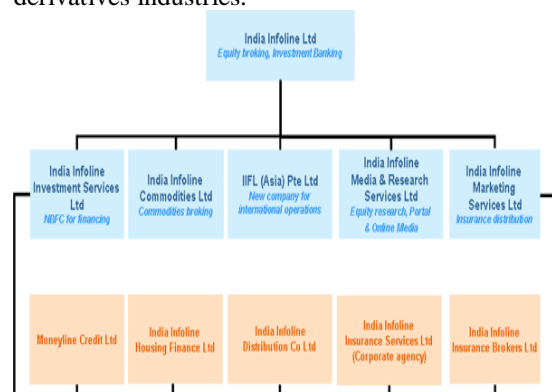 derivatives industries.
India Infoline Ltd
Equity broking, Investment Banking
India Infoline
Investment Services
Ltd
NBFC for financing
India Infoline
Commodities Ltd
Commodities broking
IIFL (Asia) Pte Ltd
New company for
international operations
India Infoline
Media & Research
Services Ltd
Equity research, Portal
& Online Media
India Infoline
Marketing
Services Ltd
Insurance distribution
Moneyline Credit Ltd
India Infoline
Housing Finance Ltd
India Infoline
Distribution Co Ltd
India Infoline
Insurance Services Ltd
(Corporate agency)
India Infoline
Insurance Brokers Ltd